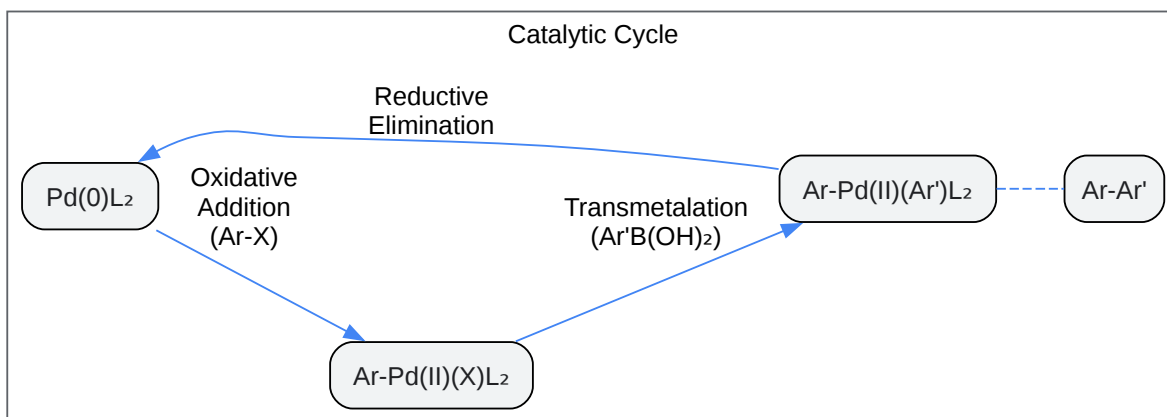 Catalytic Cycle
Reductive
Elimination
Pd(0)L₂
Oxidative
Addition
(Ar-X)
Transmetalation
(Ar'B(OH)₂)
Ar-Pd(II)(Ar')L₂
Ar-Ar'
Ar-Pd(II)(X)L₂